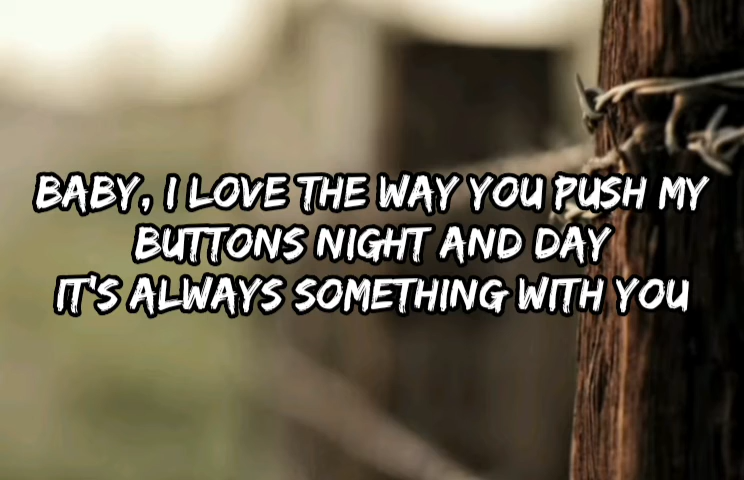 BABY, I LOVE THE WAY YOU PUSH MY
BUTTONS NIGHT AND DAY
IT'S ALWAYS SOMETHING WITH YOU